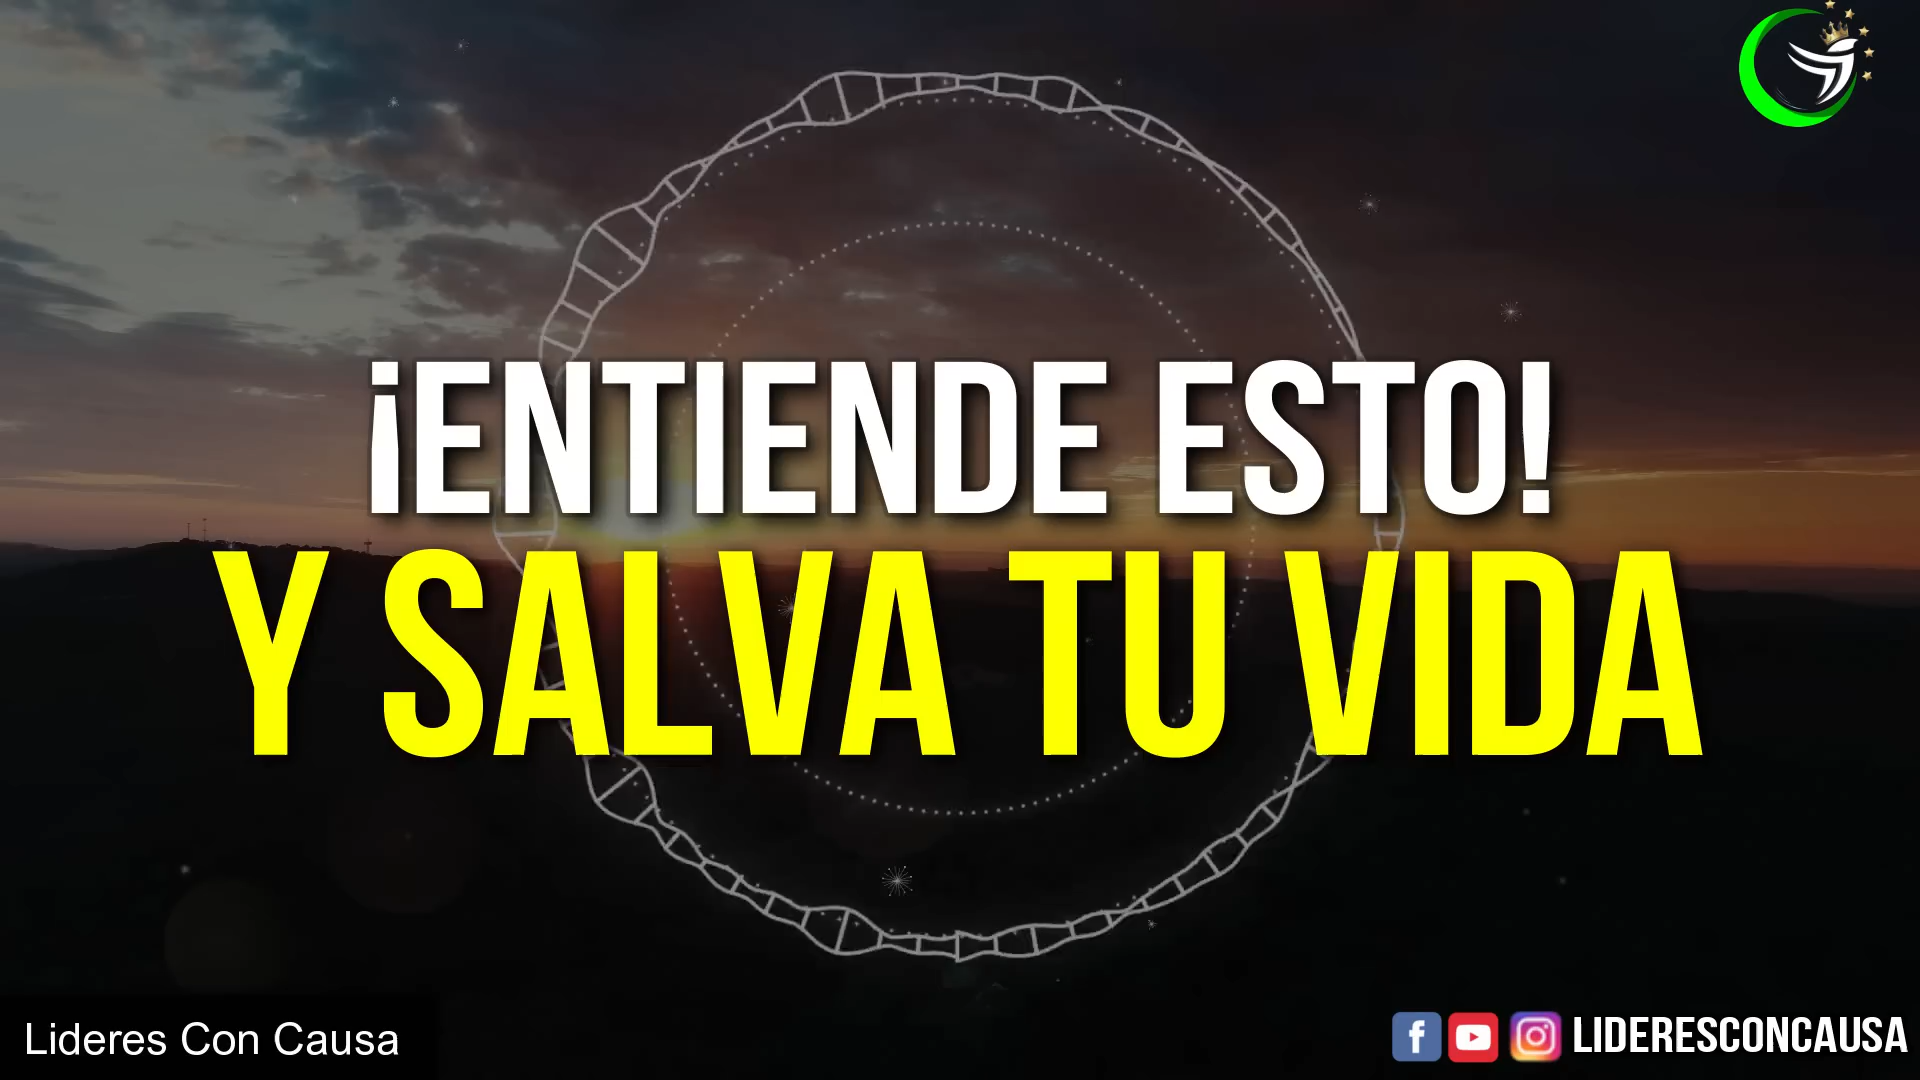 ¡ENTIENDE ESTO!
Y SALVA TU VIDA
Lideres Con Causa
LIDERESCONCAUSA